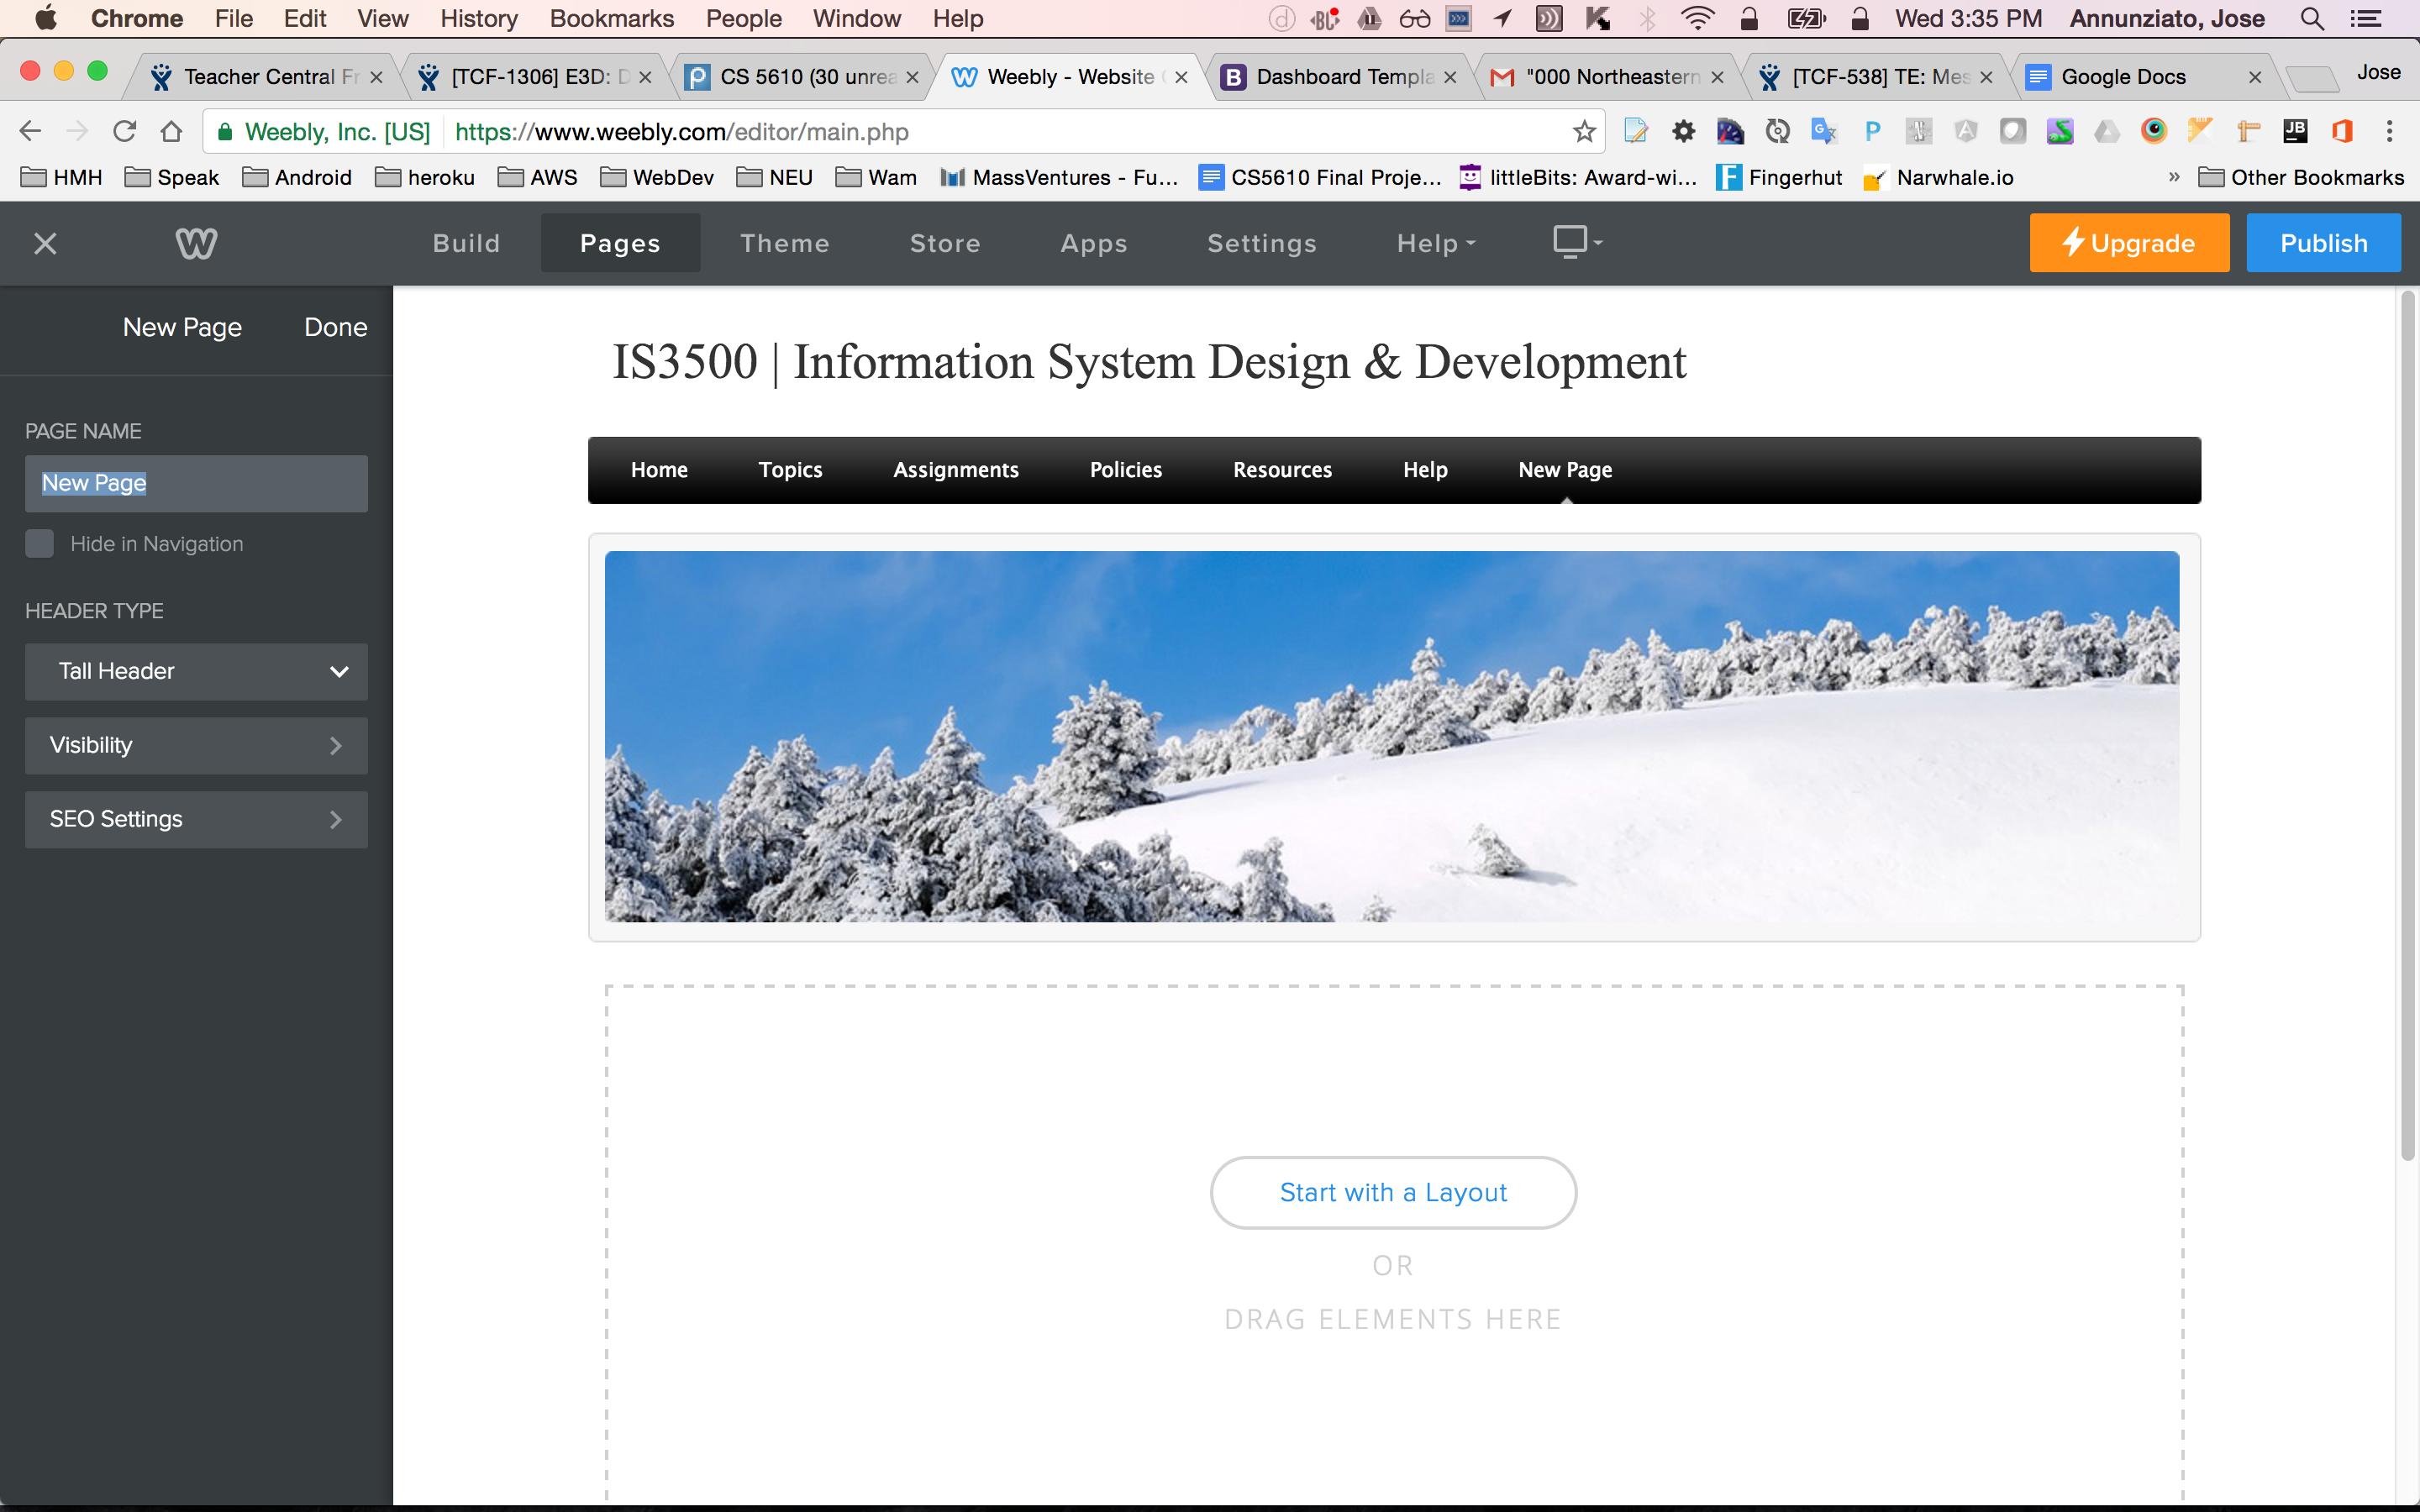 Chrome File Edit View History Bookmarks People Window Help Wed 3:35 PM Annunziato, Jose
Teacher Central Fr [TCF-1306] E3D: D CS 5610 (30 unrea Weebly - Website Dashboard Templa "000 Northeastern [TCF-538] TE: Mes Google Docs Jose
Weebly, Inc. [US] https://www.weebly.com/editor/main.php
HMH Speak Android heroku AWS WebDev NEU Wam MassVentures - Fu... CS5610 Final Proje... littleBits: Award-wi... Fingerhut Narwhale.io » Other Bookmarks
Build Pages Theme Store Apps Settings Help Upgrade Publish
New Page Done
IS3500 | Information System Design & Development
PAGE NAME
New Page
Home Topics Assignments Policies Resources Help New Page
Hide in Navigation
HEADER TYPE
Tall Header
Visibility
SEO Settings
Start with a Layout
OR
DRAG ELEMENTS HERE